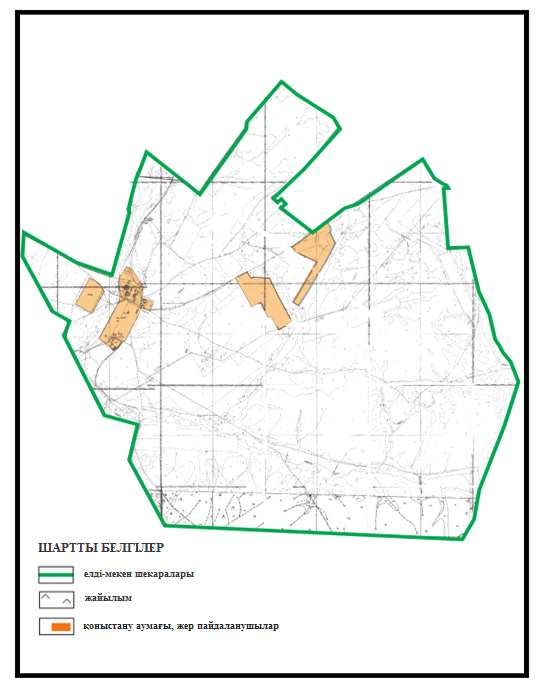 ШАРТТЫ БЕЛГІЛЕР
елді-мекен шекаралары
жайылым
қоныстану аумағы, жер пайдаланушылар